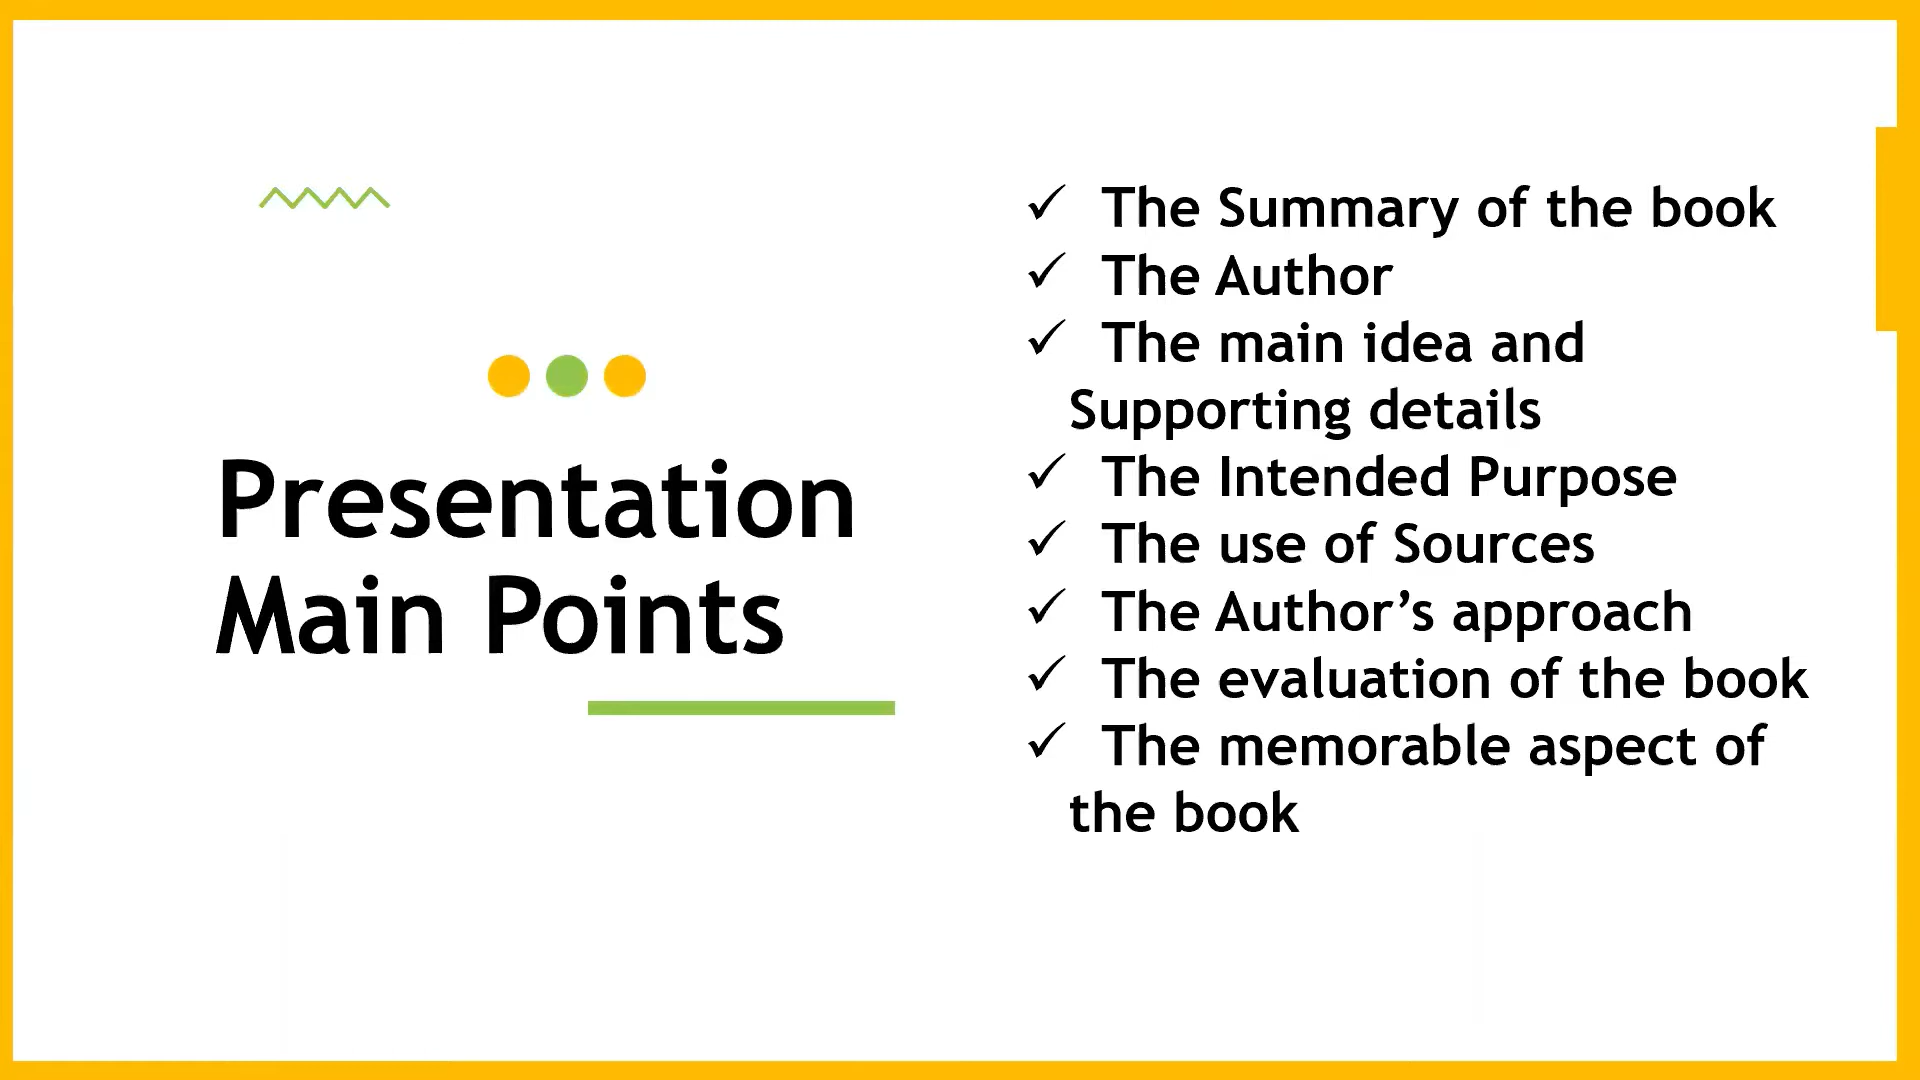 Presentation
Main Points
✓ The Summary of the book
✓ The Author
✓ The main idea and
Supporting details
✓ The Intended Purpose
✓ The use of Sources
✓ The Author’s approach
✓ The evaluation of the book
✓ The memorable aspect of
the book